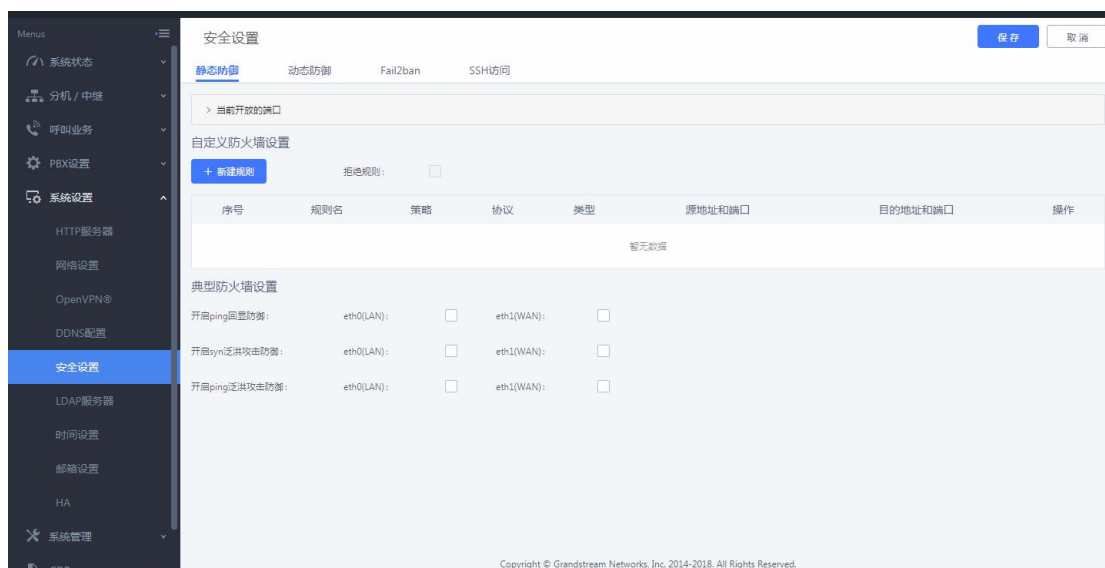 Menus
系统状态
分机 / 中继
呼叫业务
PBX设置
系统设置
HTTP服务器
网络设置
OpenVPN®
DDNS配置
安全设置
LDAP服务器
时间设置
邮箱设置
HA
系统管理
安全设置
保存 取消
静态防御 动态防御 Fail2ban SSH访问
> 当前开放的端口
自定义防火墙设置
+ 新建规则 拒绝规则:
序号 规则名 策略 协议 类型 源地址和端口 目的地址和端口 操作
暂无数据
典型防火墙设置
开启ping回显防御: eth0(LAN): eth1(WAN):
开启syn泛洪攻击防御: eth0(LAN): eth1(WAN):
开启ping泛洪攻击防御: eth0(LAN): eth1(WAN):
Copyright © Grandstream Networks, Inc. 2014-2018. All Rights Reserved.